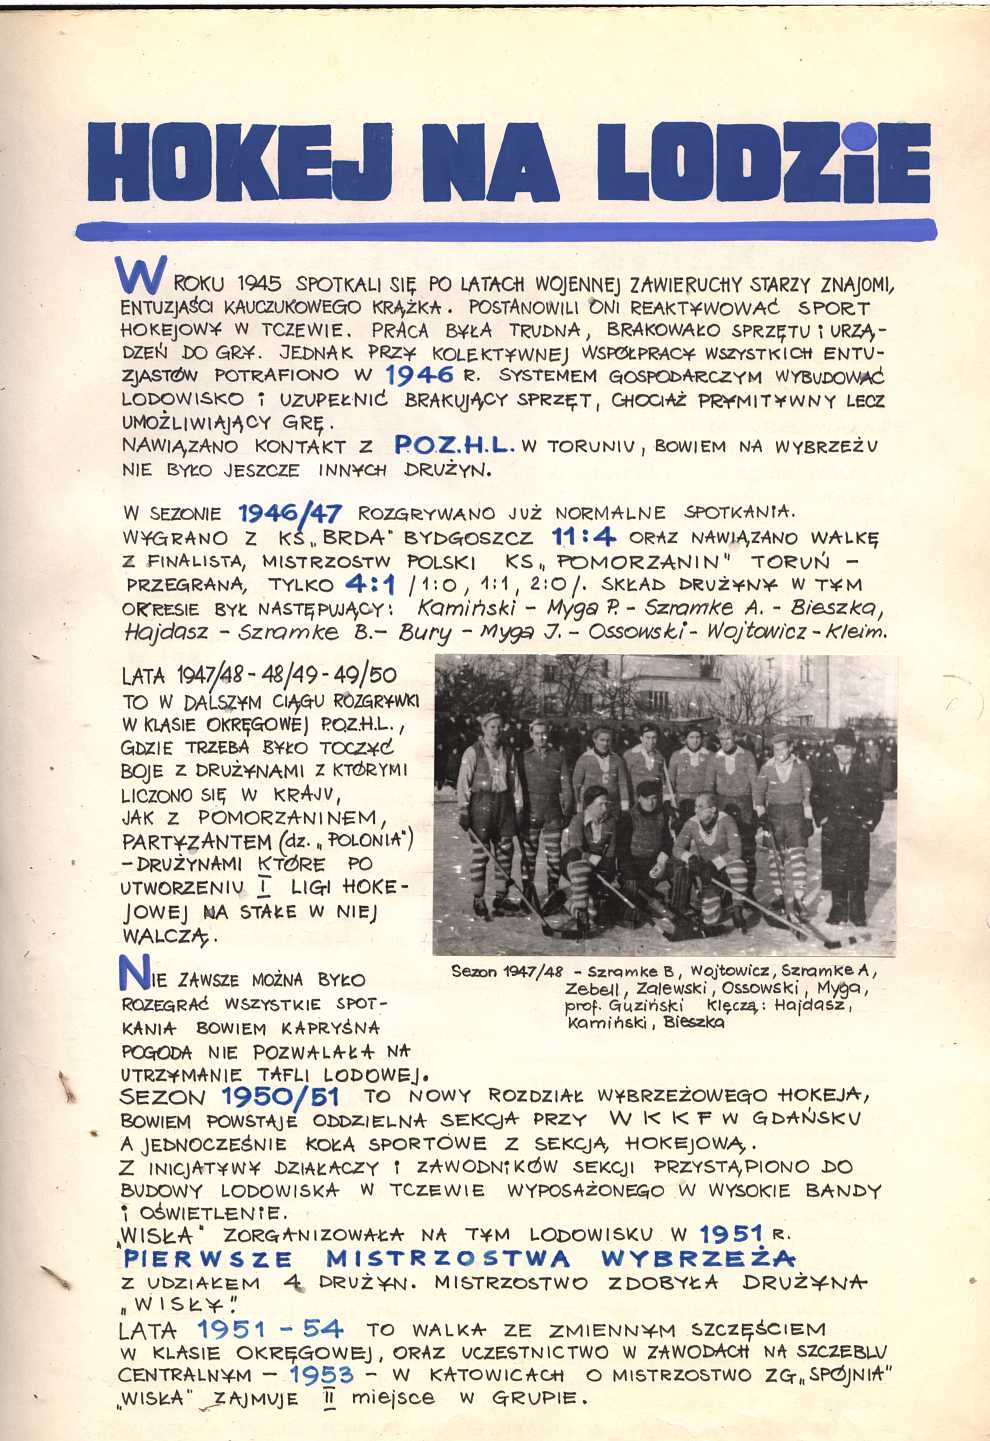 HOKEJ NA LODZiE
W ROKU 1945 SPOTKALI SIĘ PO LATACH WOJENNEJ ZAWIERUCHY STARZY ZNAJOMI,
ENTUZJAŚCI KAUCZUKOWEGO KRĄŻKA. POSTANOWILI ONI REAKTYWOWAĆ SPORT
HOKEJOWY W TCZEWIE. PRACA BYŁA TRUDNA, BRAKOWAŁO SPRZĘTU i URZĄ-
DZEŃ DO GRY. JEDNAK PRZY KOLEKTYWNEJ WSPÓŁPRACY WSZYSTKICH ENTU-
ZJASTÓW POTRAFIONO W 1946 R. SYSTEMEM GOSPODARCZYM WYBUDOWAĆ
LODOWISKO i UZUPEŁNIĆ BRAKUJĄCY SPRZĘT, CHOCIAŻ PRYMITYWNY LECZ
UMOŻLIWIAJĄCY GRĘ.
NAWIĄZANO KONTAKT Z P.O.Z.H.L. W TORUNIU, BOWIEM NA WYBRZEŻU
NIE BYŁO JESZCZE INNYCH DRUŻYN.
W SEZONIE 1946/47 ROZGRYWANO JUŻ NORMALNE SPOTKANIA.
WYGRANO Z KS „BRDA" BYDGOSZCZ 11:4 ORAZ NAWIĄZANO WALKĘ
Z FINALISTĄ, MISTRZOSTW POLSKI KS „POMORZANIN" TORUŃ –
PRZEGRANĄ, TYLKO 4:1 /1:0, 1:1, 2:0/. SKŁAD DRUŻYNY W TYM
OKRESIE BYŁ NASTĘPUJĄCY: Kamiński – Myga P. – Szramke A. – Bieszka,
Hajdasz – Szramke B. – Bury – Myga J. – Ossowski – Wojtowicz – Kleim.
LATA 1947/48 - 48/49 - 49/50
TO W DALSZYM CIĄGU ROZGRYWKI
W KLASIE OKRĘGOWEJ P.O.Z.H.L.,
GDZIE TRZEBA BYŁO TOCZYĆ
BOJE Z DRUŻYNAMI Z KTÓRYMI
LICZONO SIĘ W KRAJU,
JAK Z POMORZANINEM,
PARTYZANTEM (dz. „POLONIA")
– DRUŻYNAMI KTÓRE PO
UTWORZENIU I LIGI HOKE-
JOWEJ NA STAŁE W NIEJ
WALCZĄ.
Sezon 1947/48 – Szramke B, Wojtowicz, Szramke A,
Zebell, Zalewski, Ossowski, Myga,
prof. Guziński Klęczą: Hajdasz,
Kamiński, Bieszka
NIE ZAWSZE MOŻNA BYŁO
ROZEGRAĆ WSZYSTKIE SPOT-
KANIA BOWIEM KAPRYŚNA
POGODA NIE POZWALAŁA NA
UTRZYMANIE TAFLI LODOWEJ.
SEZON 1950/51 TO NOWY ROZDZIAŁ WYBRZEŻOWEGO HOKEJA,
BOWIEM POWSTAJE ODDZIELNA SEKCJA PRZY W K K F W GDAŃSKU
A JEDNOCZEŚNIE KOŁA SPORTOWE Z SEKCJĄ HOKEJOWĄ.
Z INICJATYWY DZIAŁACZY I ZAWODNiKÓW SEKCJI PRZYSTĄPIONO DO
BUDOWY LODOWISKA W TCZEWIE WYPOSAŻONEGO W WYSOKIE BANDY
i OŚWIETLENIE.
„WISŁA" ZORGANIZOWAŁA NA TYM LODOWISKU W 1951 R.
PIERWSZE MISTRZOSTWA WYBRZEŻA
Z UDZIAŁEM 4 DRUŻYN. MISTRZOSTWO ZDOBYŁA DRUŻYNA
„WISŁY".
LATA 1951 – 54 TO WALKA ZE ZMIENNYM SZCZĘŚCIEM
W KLASIE OKRĘGOWEJ, ORAZ UCZESTNICTWO W ZAWODACH NA SZCZEBLU
CENTRALNYM – 1953 – W KATOWICACH O MISTRZOSTWO ZG „SPÓJNIA"
„WISŁA" ZAJMUJE II miejsce W GRUPIE.